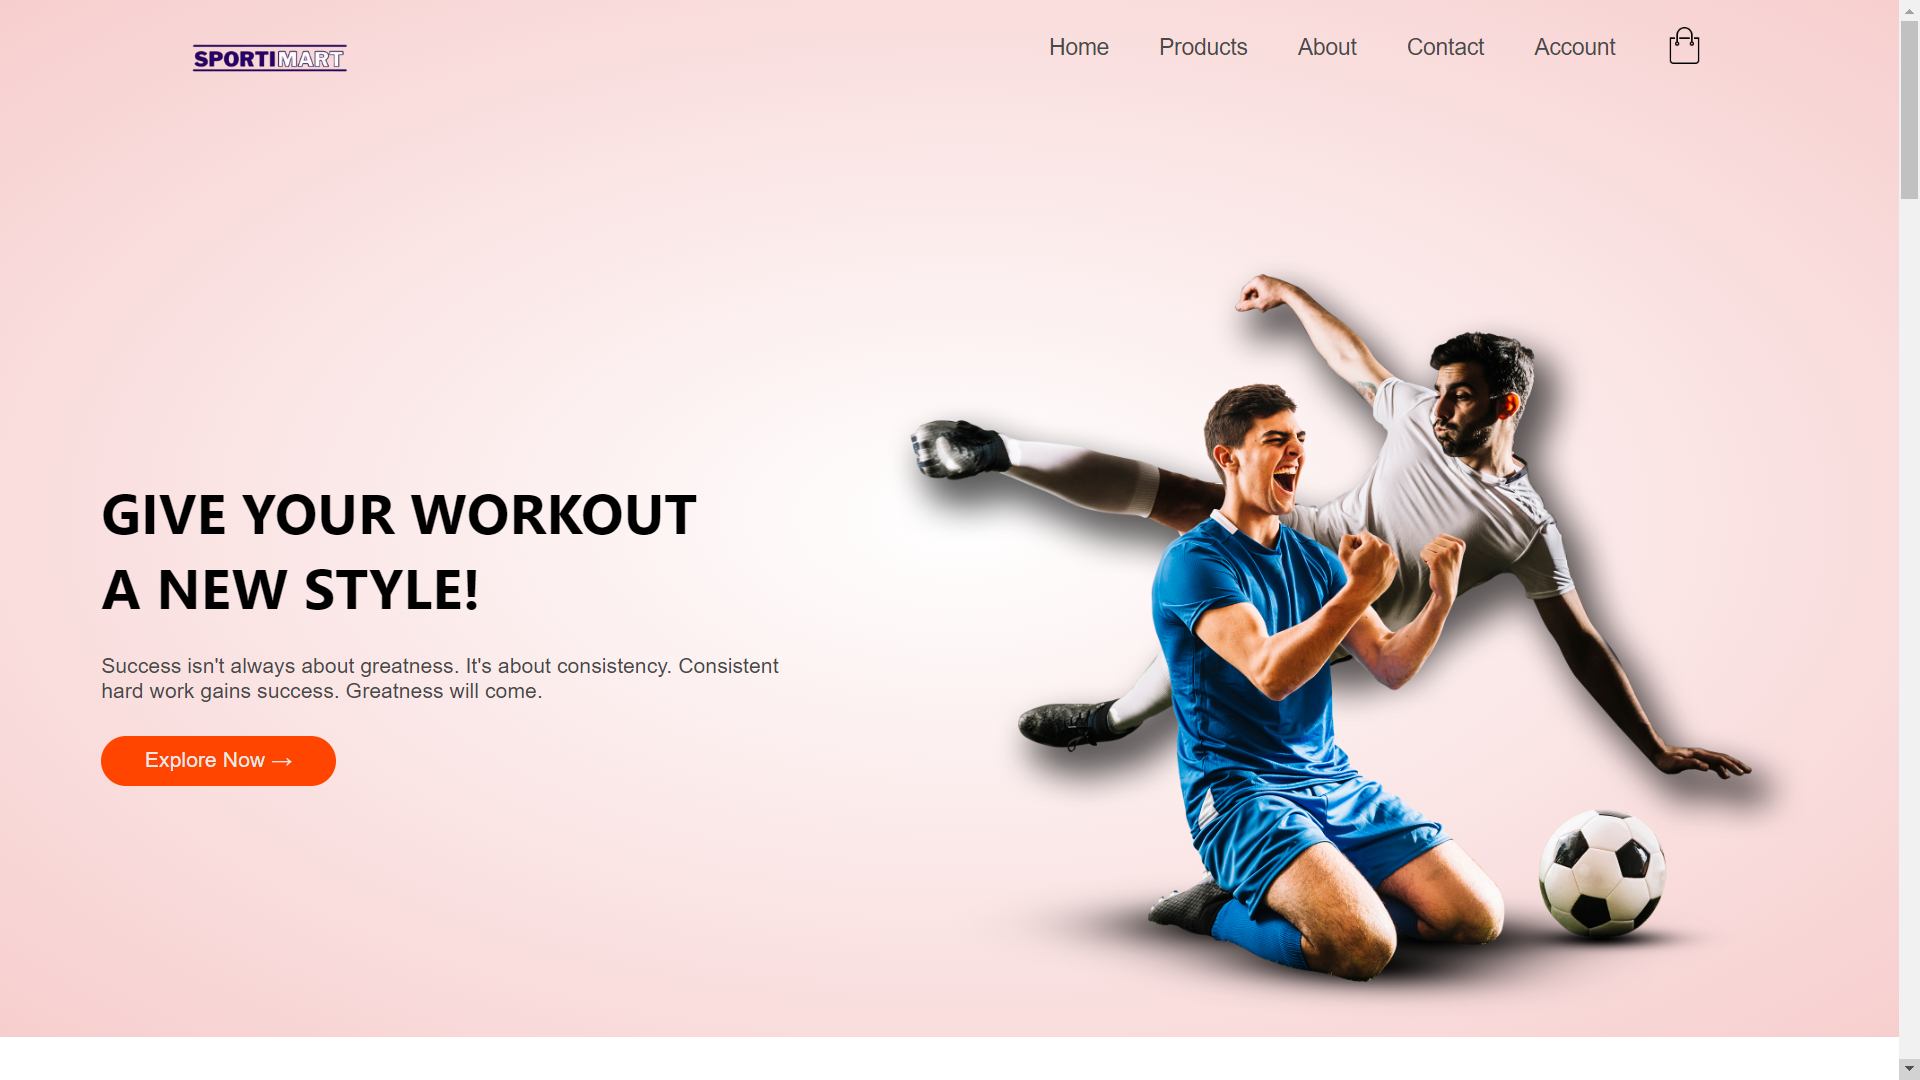 SPORTIMART
Home
Products
About
Contact
Account
GIVE YOUR WORKOUT
A NEW STYLE!
Success isn't always about greatness. It's about consistency. Consistent
hard work gains success. Greatness will come.
Explore Now →